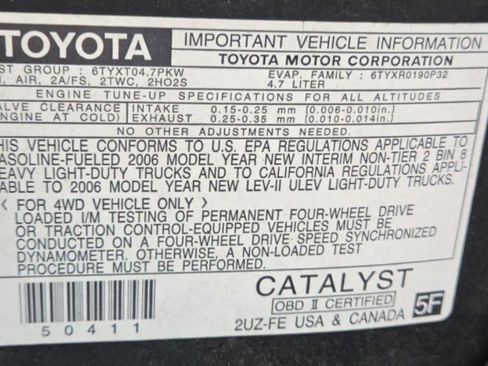 TOYOTA
IMPORTANT VEHICLE INFORMATION
TOYOTA MOTOR CORPORATION
ST GROUP : 6TYXT04.7PKW EVAP. FAMILY : 6TYXR0190P32
, AIR, 2A/FS, 2TWC, 2HO2S 4.7 LITER
ENGINE TUNE-UP SPECIFICATIONS FOR ALL ALTITUDES
ALVE CLEARANCE INTAKE 0.15-0.25 mm [0.006-0.010in.]
ENGINE AT COLD) EXHAUST 0.25-0.35 mm [0.010-0.014in.]
HIS VEHICLE CONFORMS TO U.S. EPA REGULATIONS APPLICABLE
ASOLINE-FUELED 2006 MODEL YEAR NEW INTERIM NON-TIER 2 BIN 8
EAVY LIGHT-DUTY TRUCKS AND TO CALIFORNIA REGULATIONS APPLI-
ABLE TO 2006 MODEL YEAR NEW LEV-II ULEV LIGHT-DUTY TRUCKS.
( FOR 4WD VEHICLE ONLY )
LOADED I/M TESTING OF PERMANENT FOUR-WHEEL DRIVE
OR TRACTION CONTROL-EQUIPPED VEHICLES MUST BE
CONDUCTED ON A FOUR-WHEEL DRIVE SPEED SYNCHRONIZED
DYNAMOMETER. OTHERWISE, A NON-LOADED TEST
PROCEDURE MUST BE USED.
CATALYST
OBD II CERTIFIED
5F
50411
2UZ-FE USA & CANADA